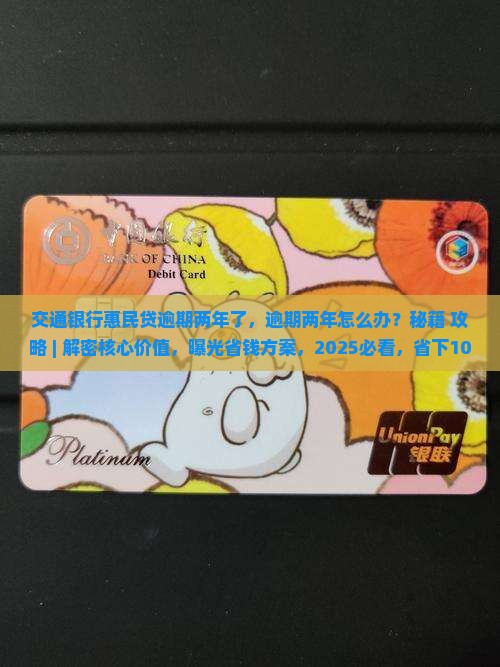 中国银行
BANK OF CHINA
Debit Card
交通银行惠民贷逾期两年了，逾期两年怎么办？秘籍 攻
略 | 解密核心价值，曝光省钱方案，2025必看，省下10
Platinum
UnionPay
银联